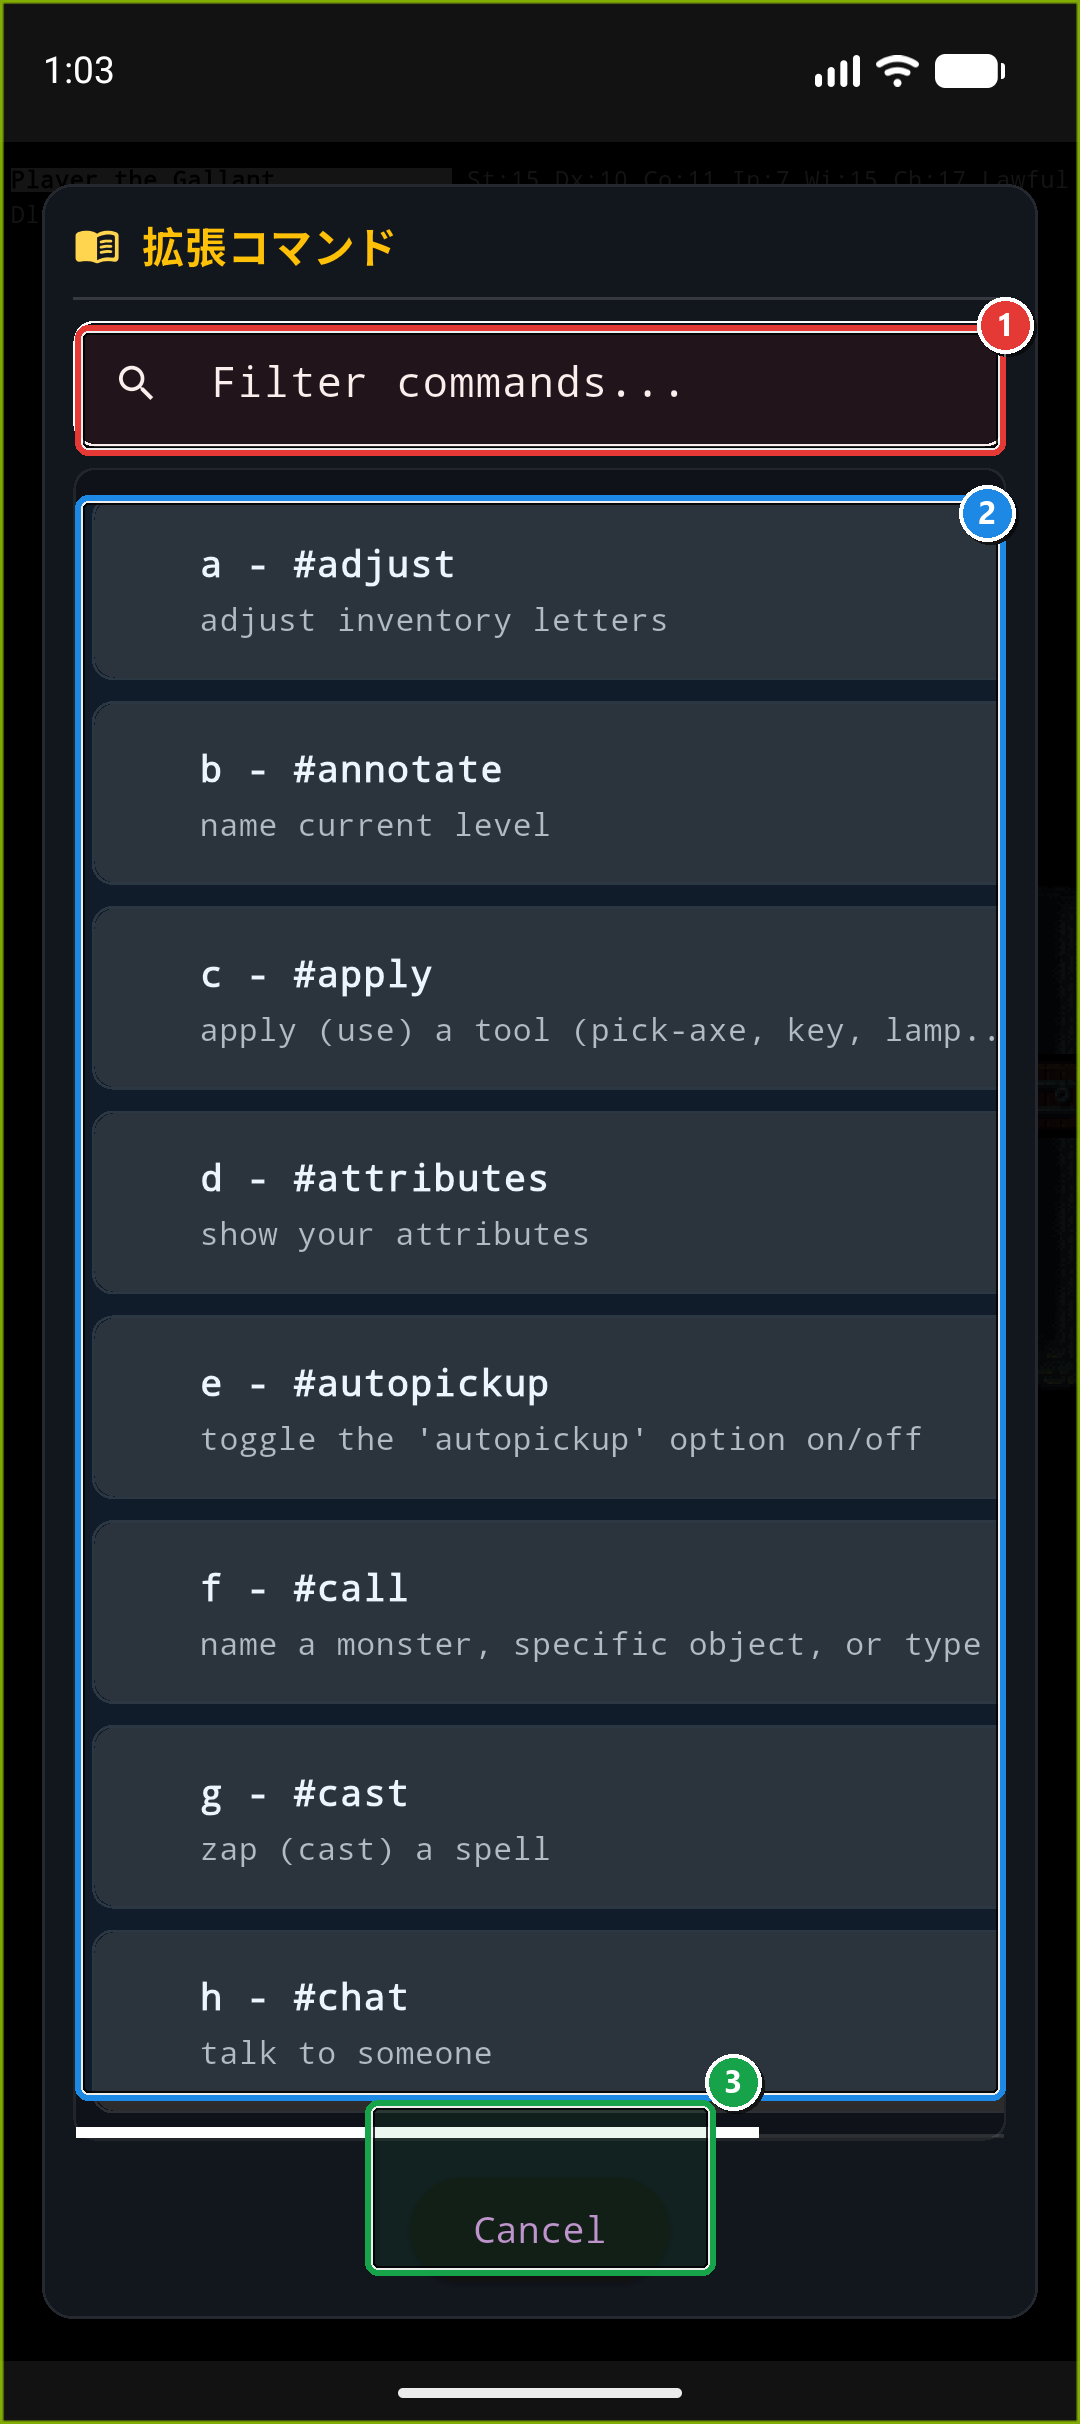 1:03
Player the Gallant St:15 Dx:10 Co:11 In:7 Wi:15 Ch:17 Lawful
Dl
拡張コマンド
1
Filter commands...
2
a - #adjust
adjust inventory letters
b - #annotate
name current level
c - #apply
apply (use) a tool (pick-axe, key, lamp..
d - #attributes
show your attributes
e - #autopickup
toggle the 'autopickup' option on/off
f - #call
name a monster, specific object, or type
g - #cast
zap (cast) a spell
h - #chat
talk to someone
3
Cancel